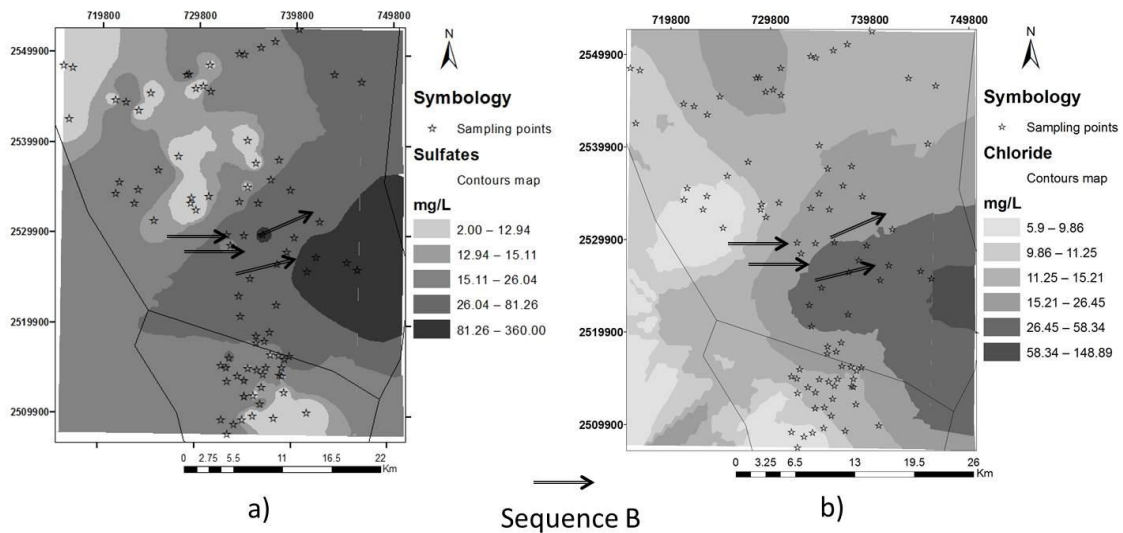 719800 729800 739800 749800
2549900
2539900
2529900
2519900
2509900
N
Symbology
Sampling points
Sulfates
Contours map
mg/L
2.00 – 12.94
12.94 – 15.11
15.11 – 26.04
26.04 – 81.26
81.26 – 360.00
0 2.75 5.5 11 16.5 22
Km
a)
719800 729800 739800 749800
2549900
2539900
2529900
2519900
2509900
N
Symbology
Sampling points
Chloride
Contours map
mg/L
5.9 – 9.86
9.86 – 11.25
11.25 – 15.21
15.21 – 26.45
26.45 – 58.34
58.34 – 148.89
0 3.25 6.5 13 19.5 26
Km
b)
Sequence B